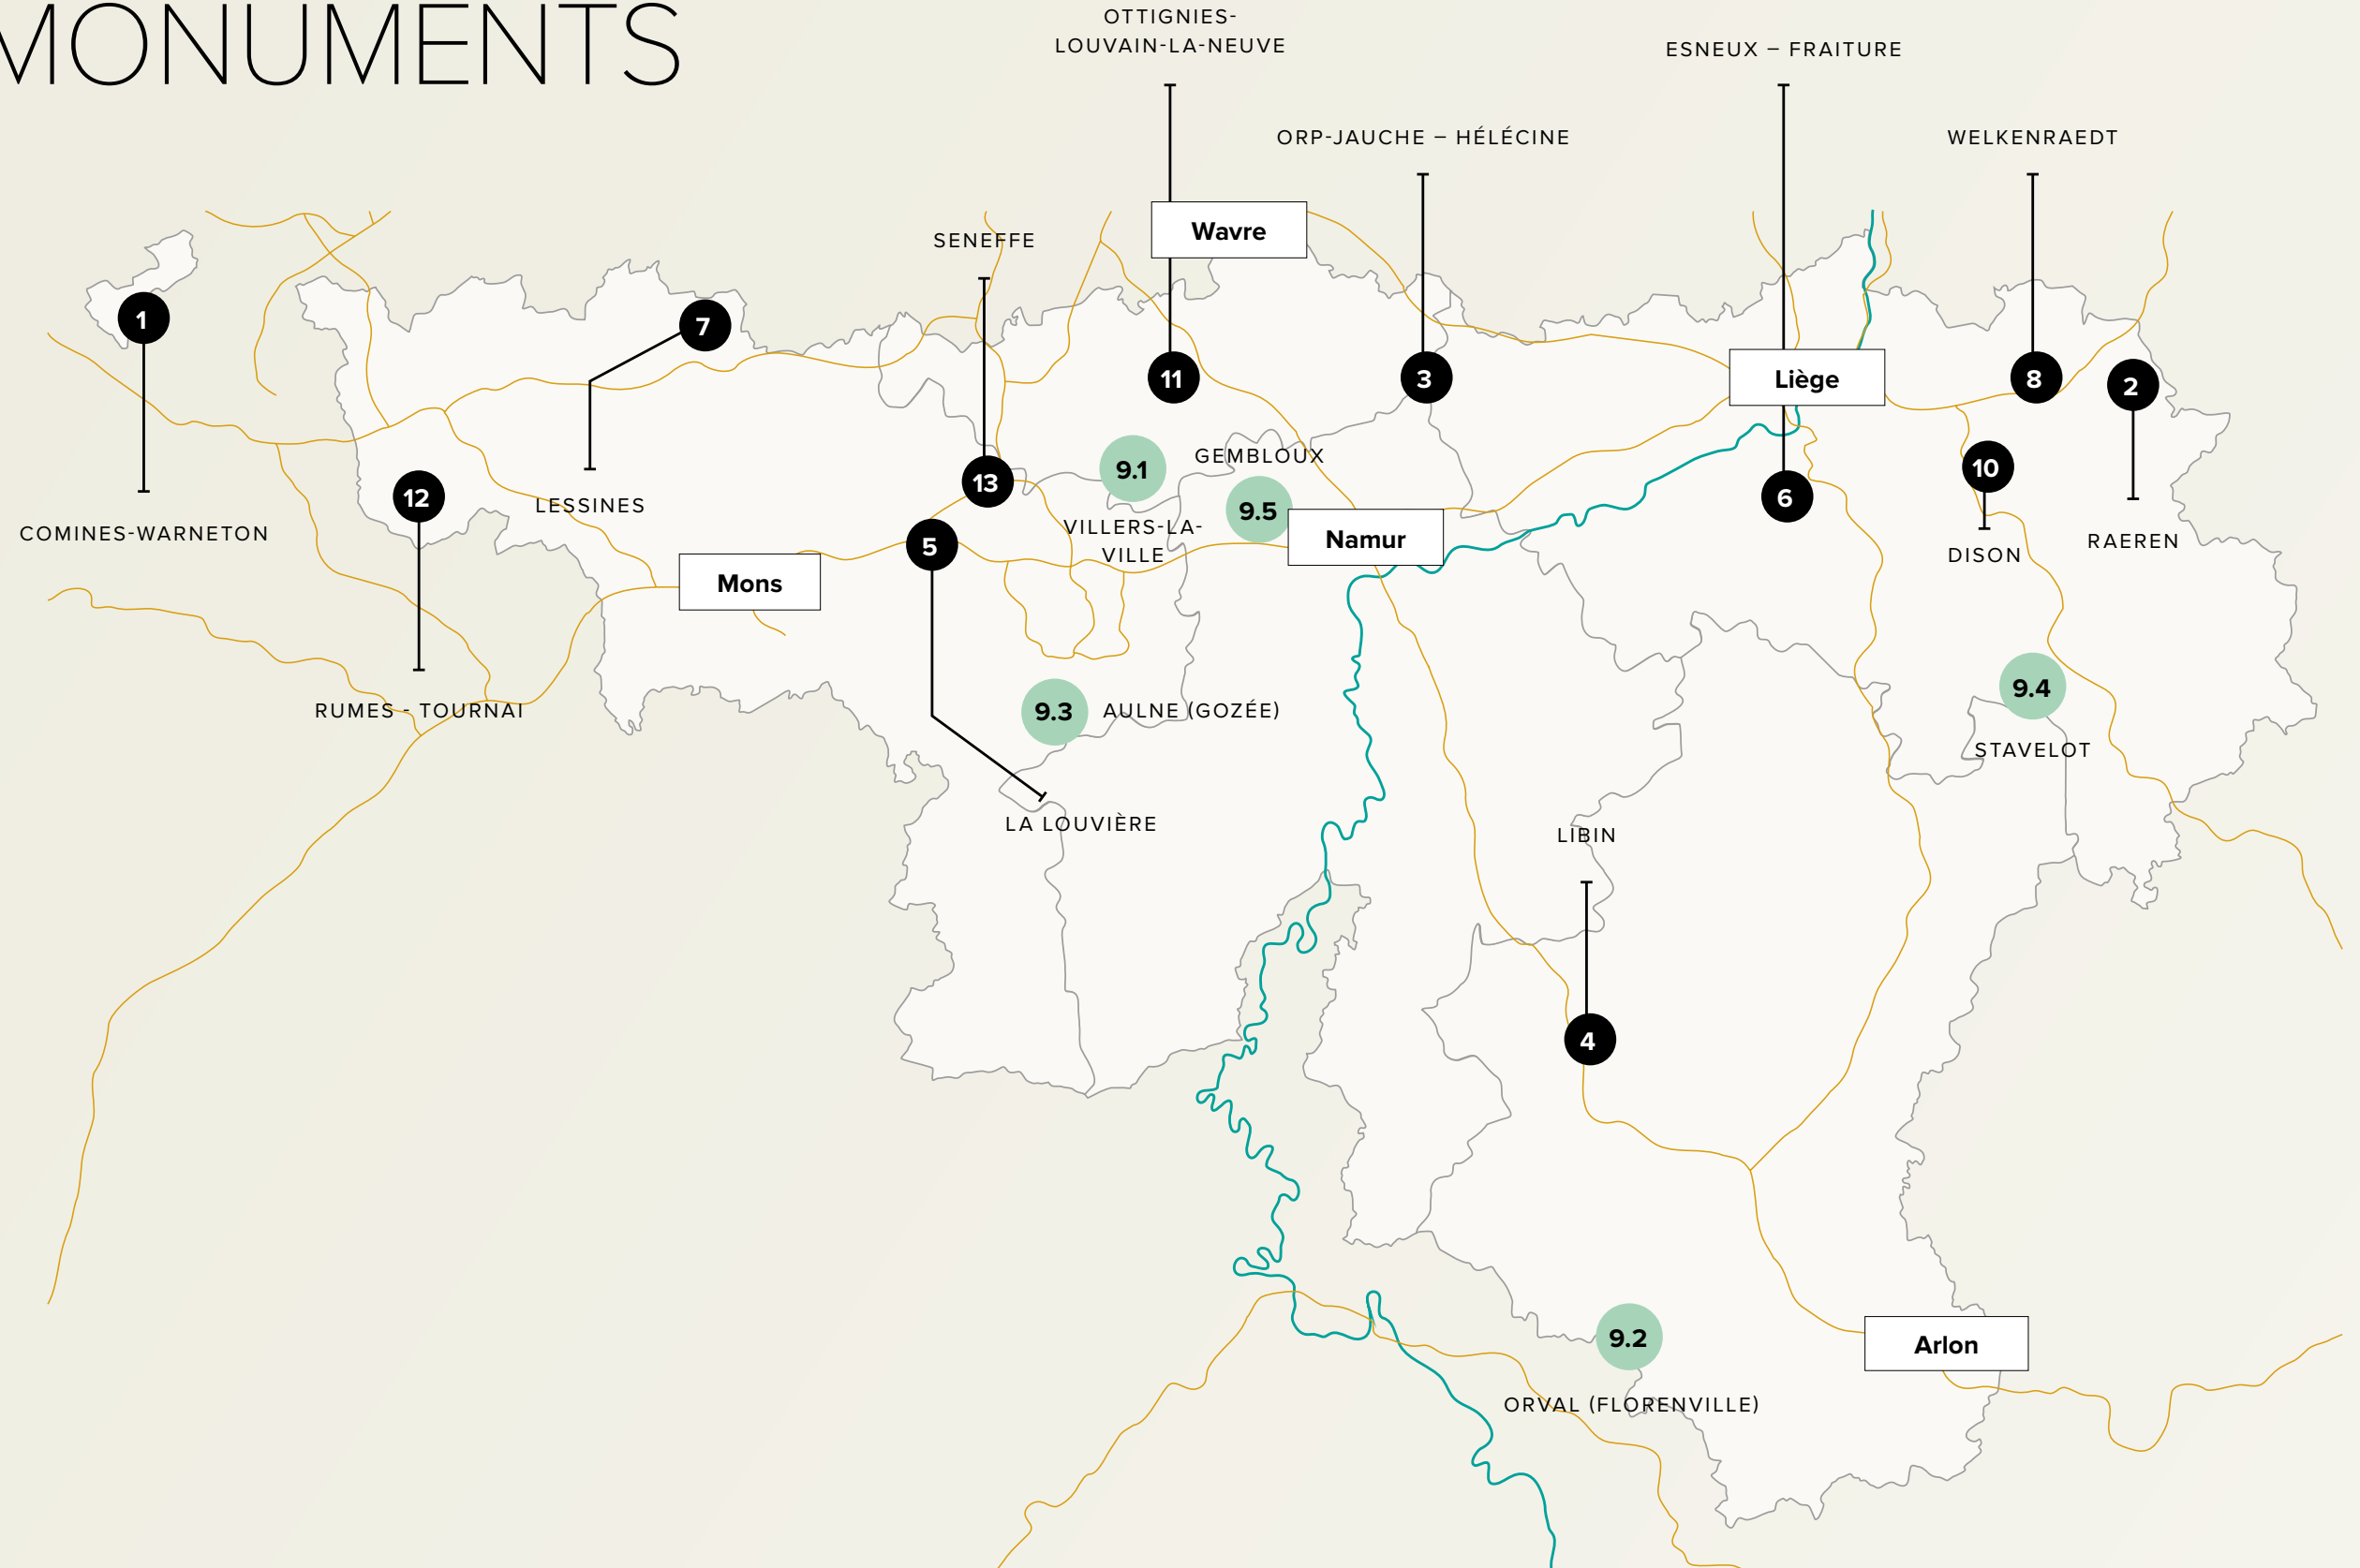 MONUMENTS
OTTIGNIES-
LOUVAIN-LA-NEUVE
ESNEUX – FRAITURE
ORP-JAUCHE – HÉLÉCINE
WELKENRAEDT
Wavre
SENEFFE
1
7
11
3
Liège
8
2
9.1
GEMBLOUX
10
13
12
6
LESSINES
9.5
COMINES-WARNETON
VILLERS-LA-
VILLE
5
Namur
DISON
RAEREN
Mons
9.4
RUMES - TOURNAI
9.3
AULNE (GOZÉE)
STAVELOT
LA LOUVIÈRE
LIBIN
4
9.2
Arlon
ORVAL (FLORENVILLE)